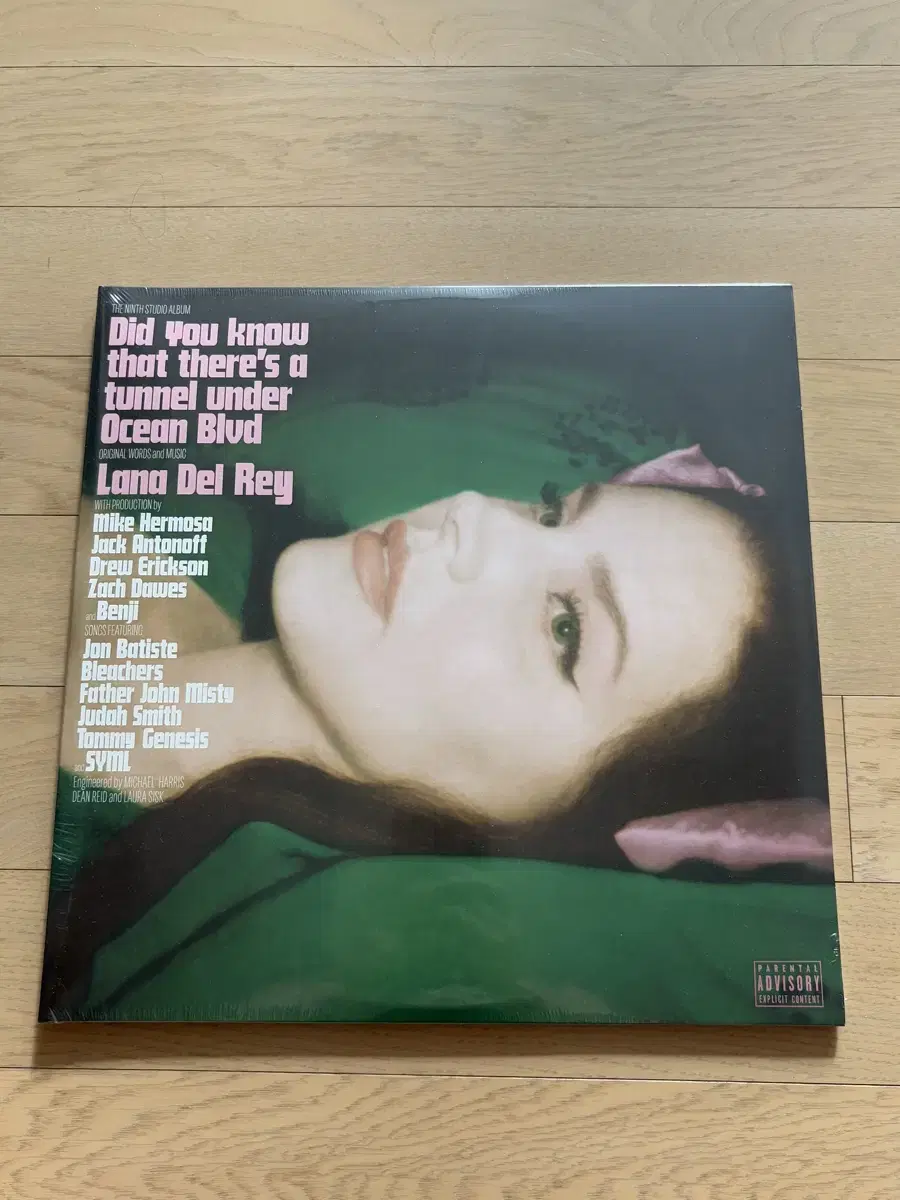 THE NINTH STUDIO ALBUM
Did you know
that there's a
tunnel under
Ocean Blvd
ORIGINAL WORDS and MUSIC
Lana Del Rey
WITH PRODUCTION by
Mike Hermosa
Jack Antonoff
Drew Erickson
Zach Dawes
and Benji
SONGS FEATURING
Jon Batiste
Bleachers
Father John Misty
Judah Smith
Tommy Genesis
and SYML
Engineered by MICHAEL HARRIS
DEAN REID and LAURA SISK
PARENTAL
ADVISORY
EXPLICIT CONTENT